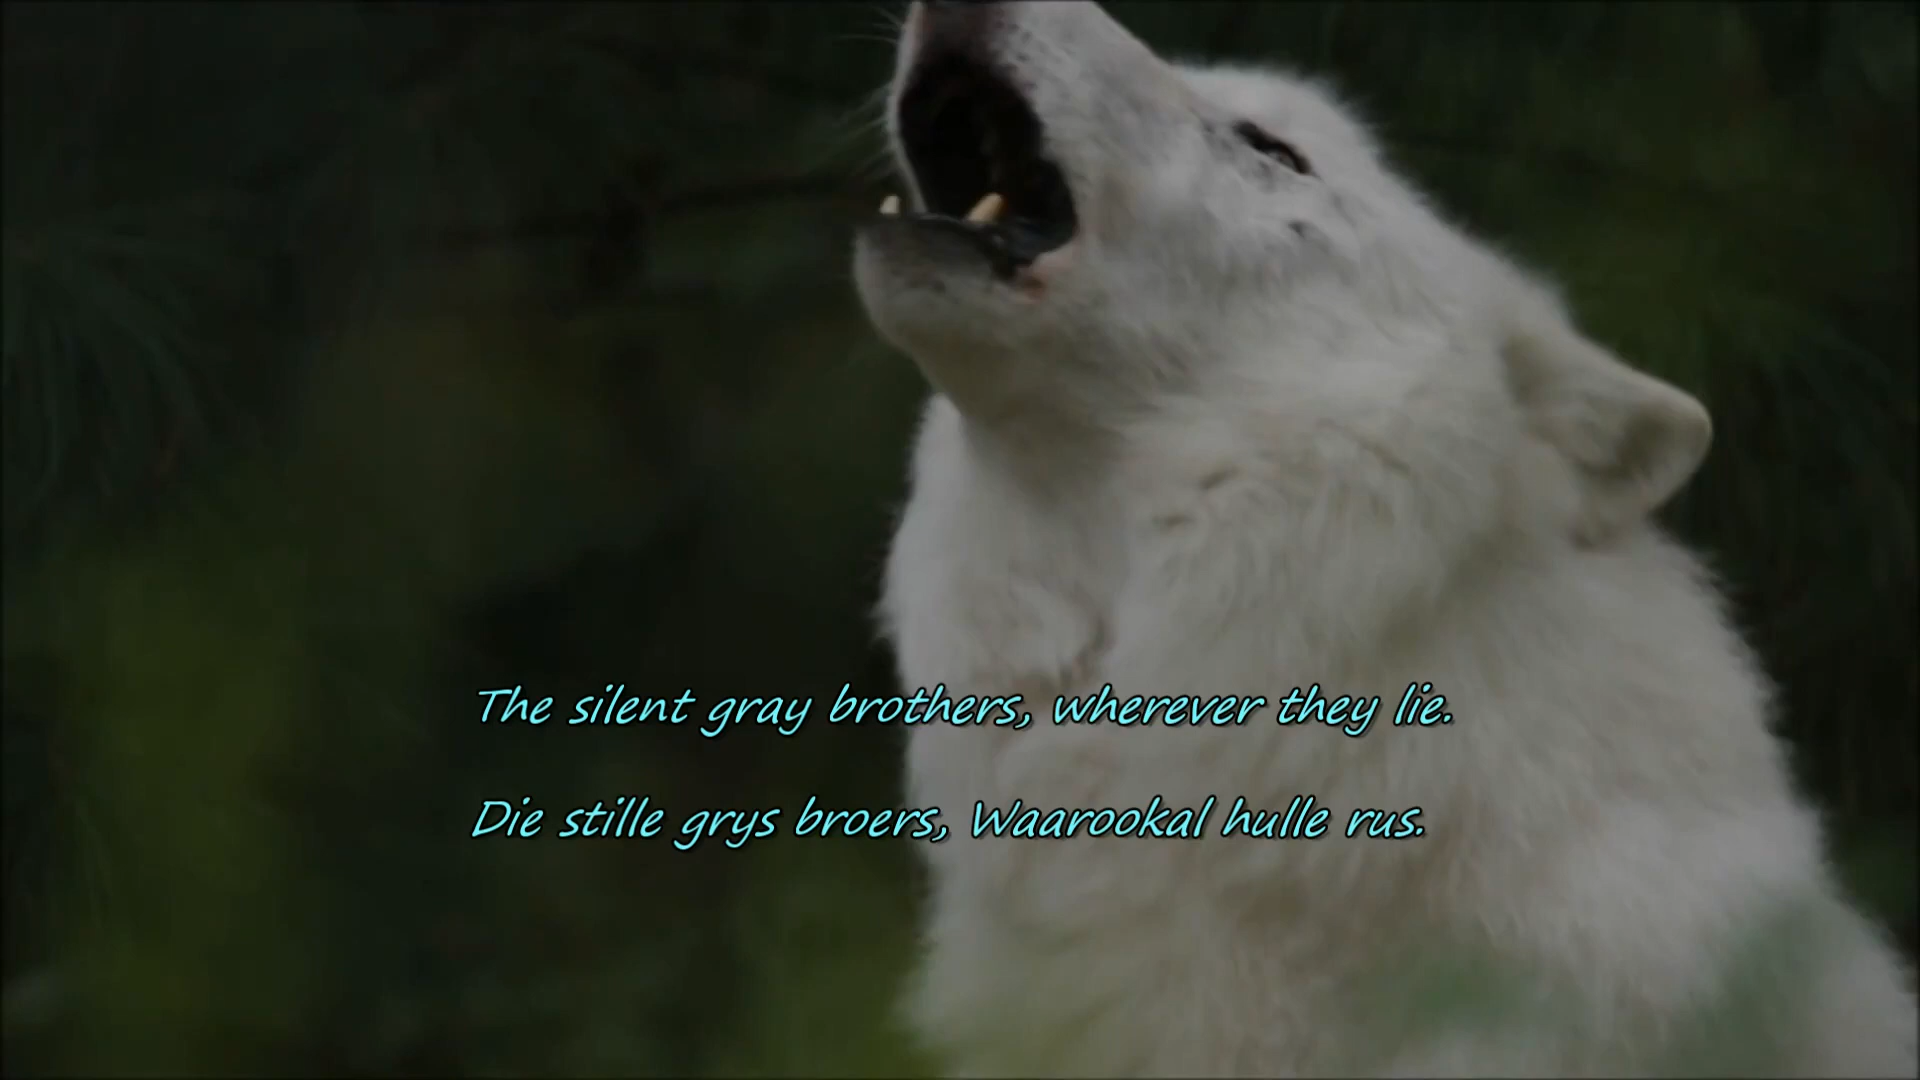 The silent gray brothers, wherever they lie.
Die stille grys broers, Waarookal hulle rus.